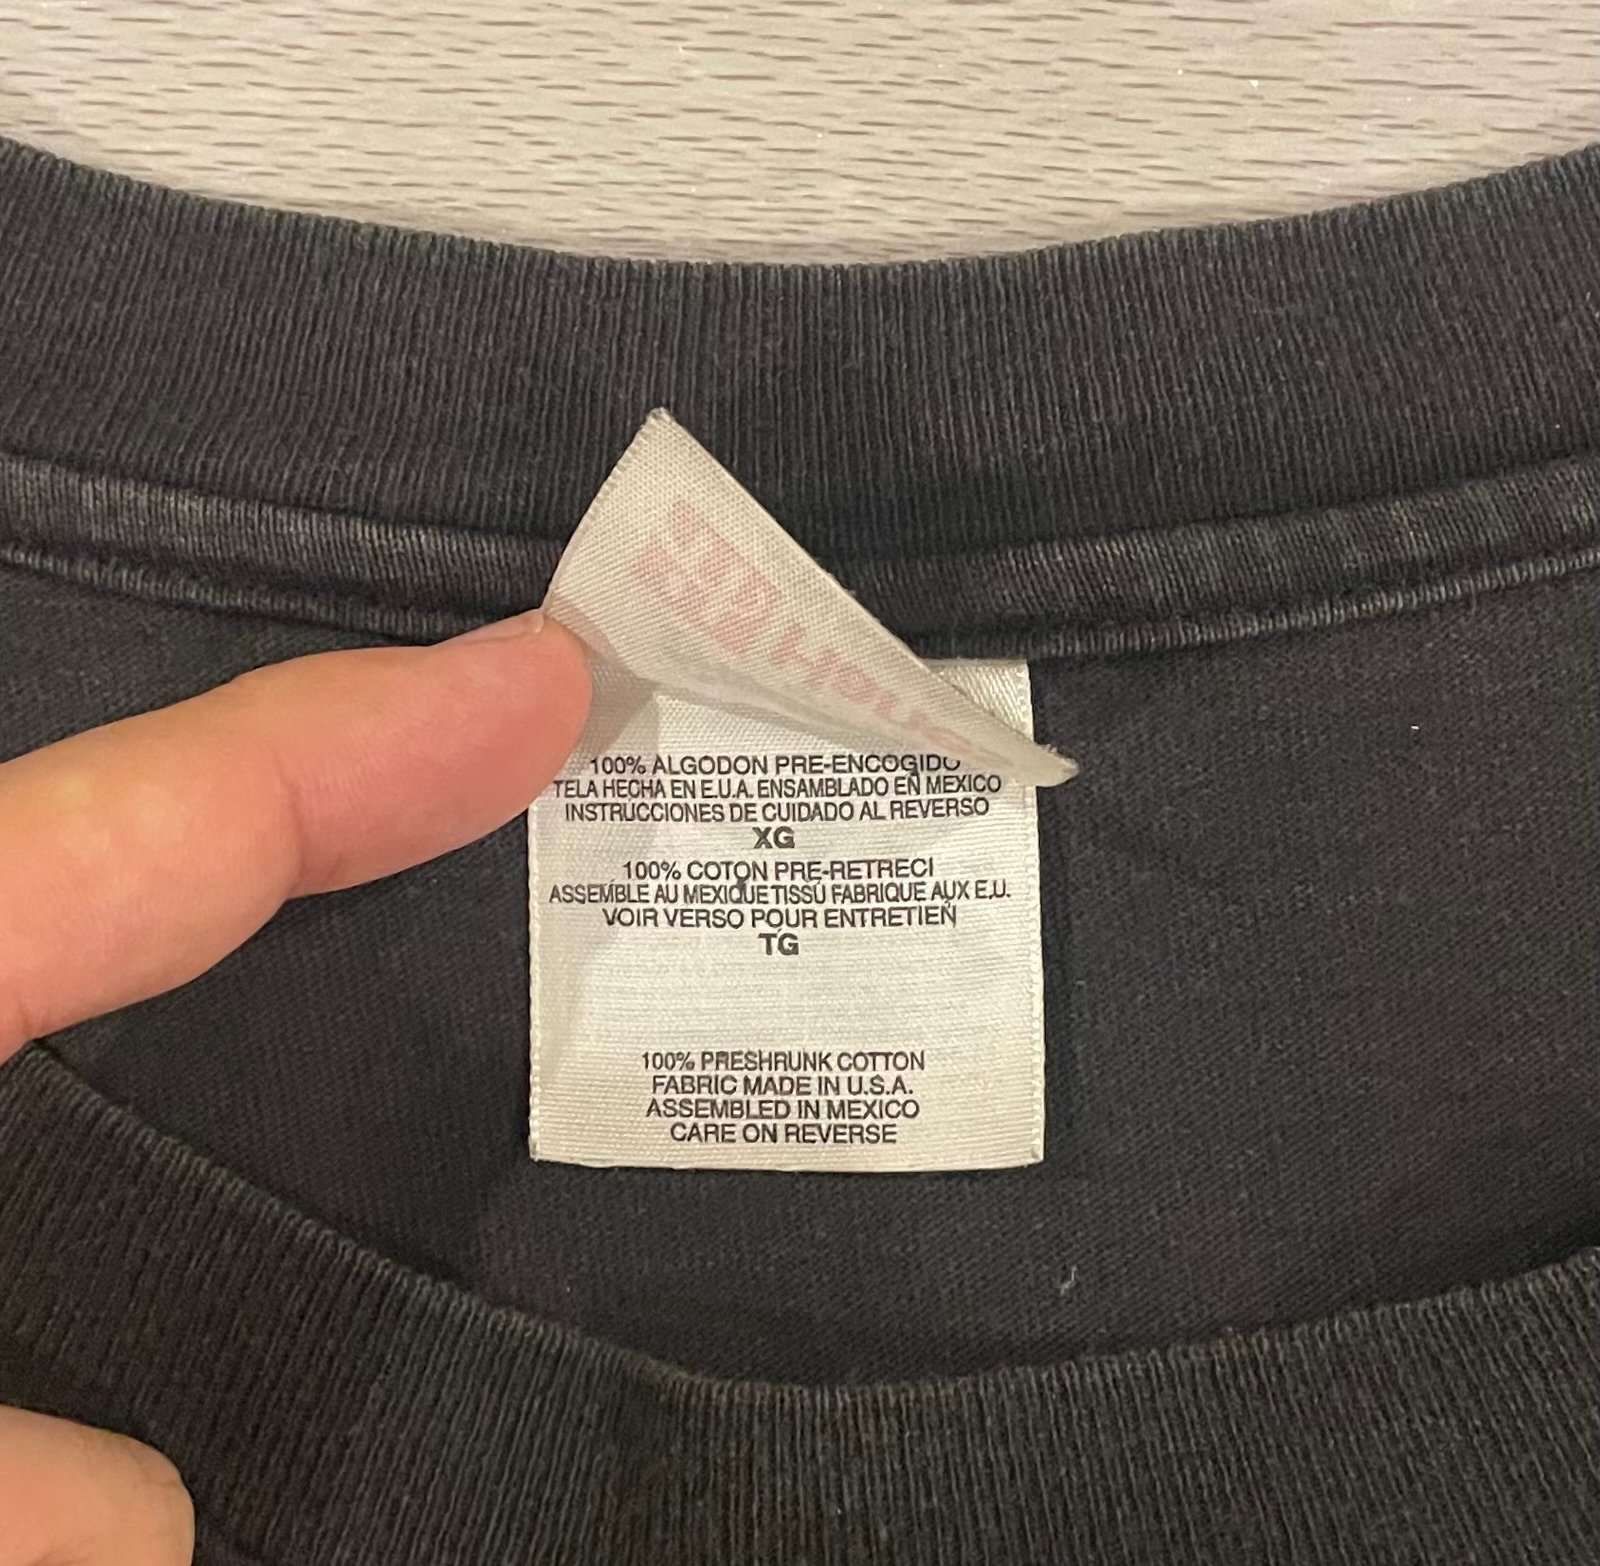 100% ALGODON PRE-ENCOGIDO
TELA HECHA EN E.U.A. ENSAMBLADO EN MEXICO
INSTRUCCIONES DE CUIDADO AL REVERSO
XG
100% COTON PRE-RETRECI
ASSEMBLE AU MEXIQUE TISSU FABRIQUE AUX E.U.
VOIR VERSO POUR ENTRETIEN
TG
100% PRESHRUNK COTTON
FABRIC MADE IN U.S.A.
ASSEMBLED IN MEXICO
CARE ON REVERSE